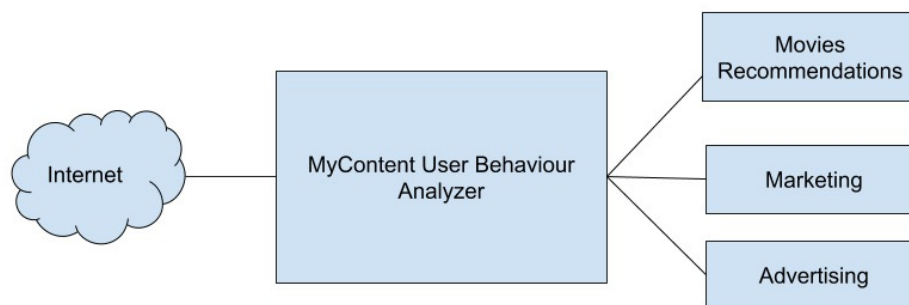 Internet
MyContent User Behaviour
Analyzer
Movies
Recommendations
Marketing
Advertising